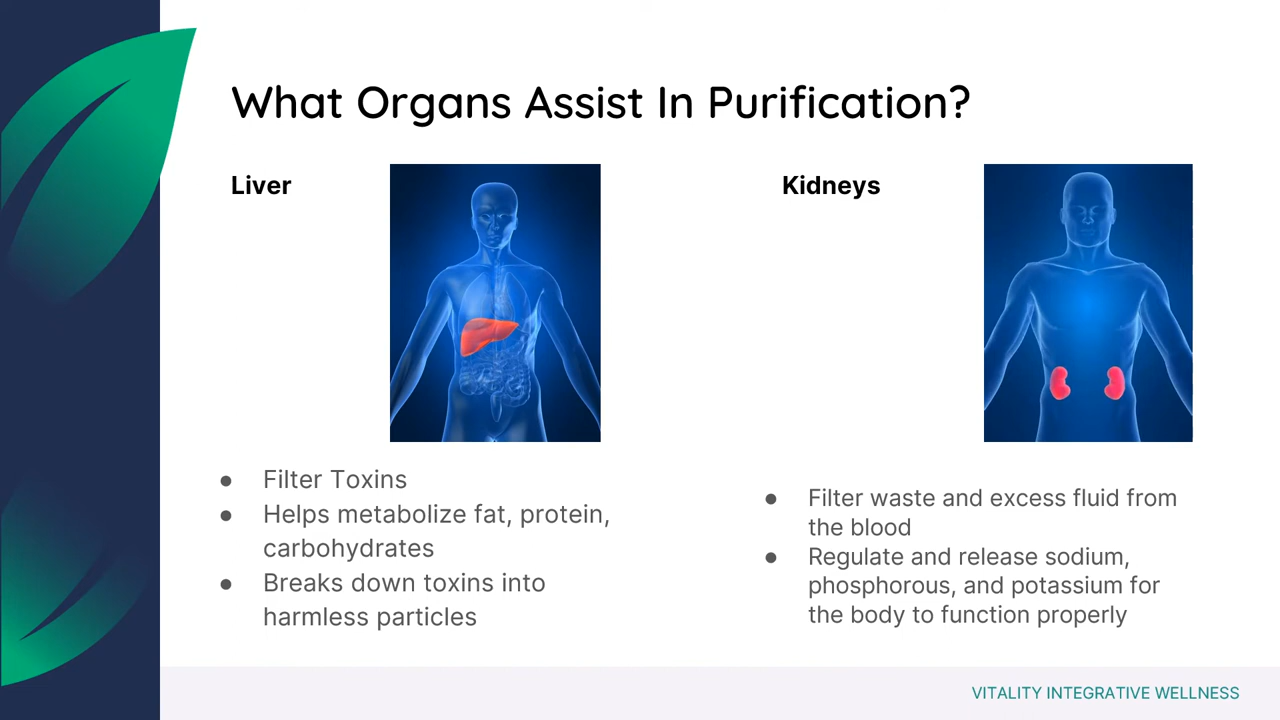 What Organs Assist In Purification?
Liver
● Filter Toxins
● Helps metabolize fat, protein,
carbohydrates
● Breaks down toxins into
harmless particles
Kidneys
● Filter waste and excess fluid from
the blood
● Regulate and release sodium,
phosphorous, and potassium for
the body to function properly
VITALITY INTEGRATIVE WELLNESS